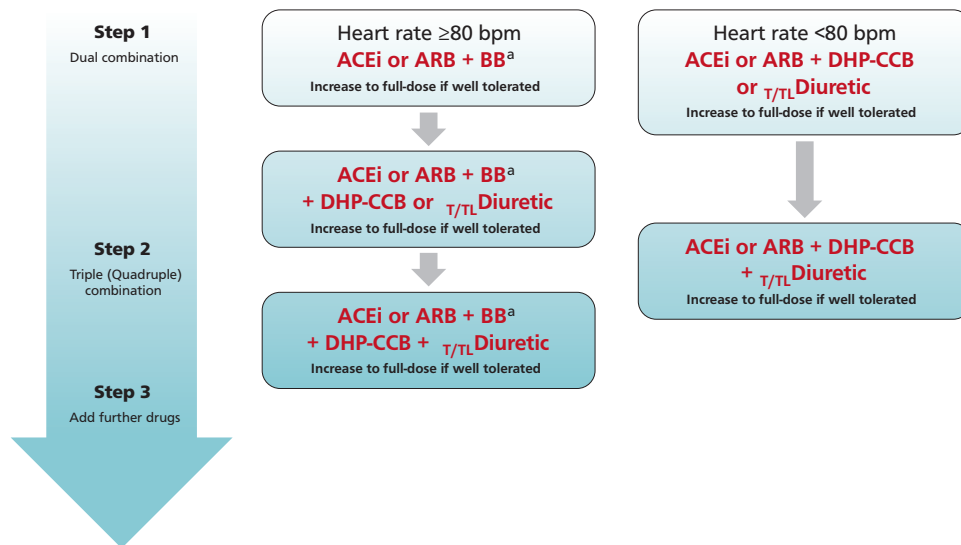 Step 1
Dual combination
Step 2
Triple (Quadruple)
combination
Step 3
Add further drugs
Heart rate ≥80 bpm
ACEi or ARB + BBa
Increase to full-dose if well tolerated
ACEi or ARB + BBa
+ DHP-CCB or T/TLDiuretic
Increase to full-dose if well tolerated
ACEi or ARB + BBa
+ DHP-CCB + T/TLDiuretic
Increase to full-dose if well tolerated
Heart rate <80 bpm
ACEi or ARB + DHP-CCB
or T/TLDiuretic
Increase to full-dose if well tolerated
ACEi or ARB + DHP-CCB
+ T/TLDiuretic
Increase to full-dose if well tolerated